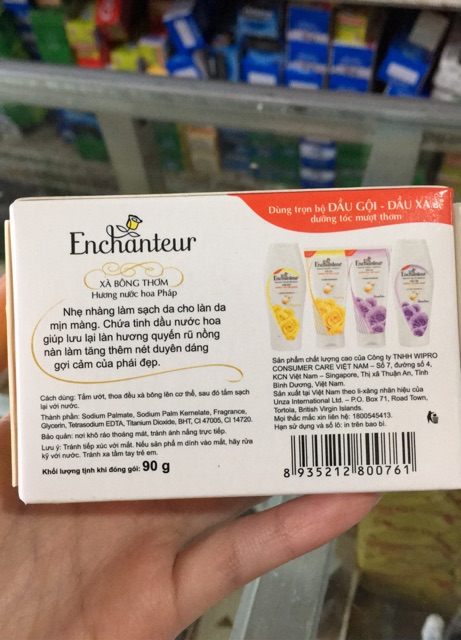 Dùng trọn bộ DẦU GỘI - DẦU XẢ để
dưỡng tóc mượt thơm
Enchanteur
XÀ BÔNG THƠM
Hương nước hoa Pháp
Nhẹ nhàng làm sạch da cho làn da
mịn màng. Chứa tinh dầu nước hoa
giúp lưu lại làn hương quyến rũ nồng
nàn làm tăng thêm nét duyên dáng
gợi cảm của phái đẹp.
Enchanteur
Enchanteur
Enchanteur
Enchanteur
Cách dùng: Tắm ướt, thoa đều xà bông lên cơ thể, sau đó tắm sạch
lại với nước.
Thành phần: Sodium Palmate, Sodium Palm Kernelate, Fragrance,
Glycerin, Tetrasodium EDTA, Titanium Dioxide, BHT, CI 47005, CI 14720.
Bảo quản: nơi khô ráo thoáng mát, tránh ánh nắng trực tiếp.
Lưu ý: Tránh tiếp xúc với mắt. Nếu sản phẩm dính vào mắt, hãy rửa
kỹ với nước. Tránh xa tầm tay trẻ em.
Khối lượng tịnh khi đóng gói: 90 g
Sản phẩm chất lượng cao của Công ty TNHH WIPRO
CONSUMER CARE VIỆT NAM – Số 7, đường số 4,
KCN Việt Nam – Singapore, Thị xã Thuận An, Tỉnh
Bình Dương, Việt Nam.
Sản xuất tại Việt Nam theo li-xăng nhãn hiệu của
Unza International Ltd. – P.O. Box 71, Road Town,
Tortola, British Virgin Islands.
Mọi thắc mắc xin liên hệ: 1800545413.
Hạn sử dụng và số lô: in trên bao bì.
8 935212 800761